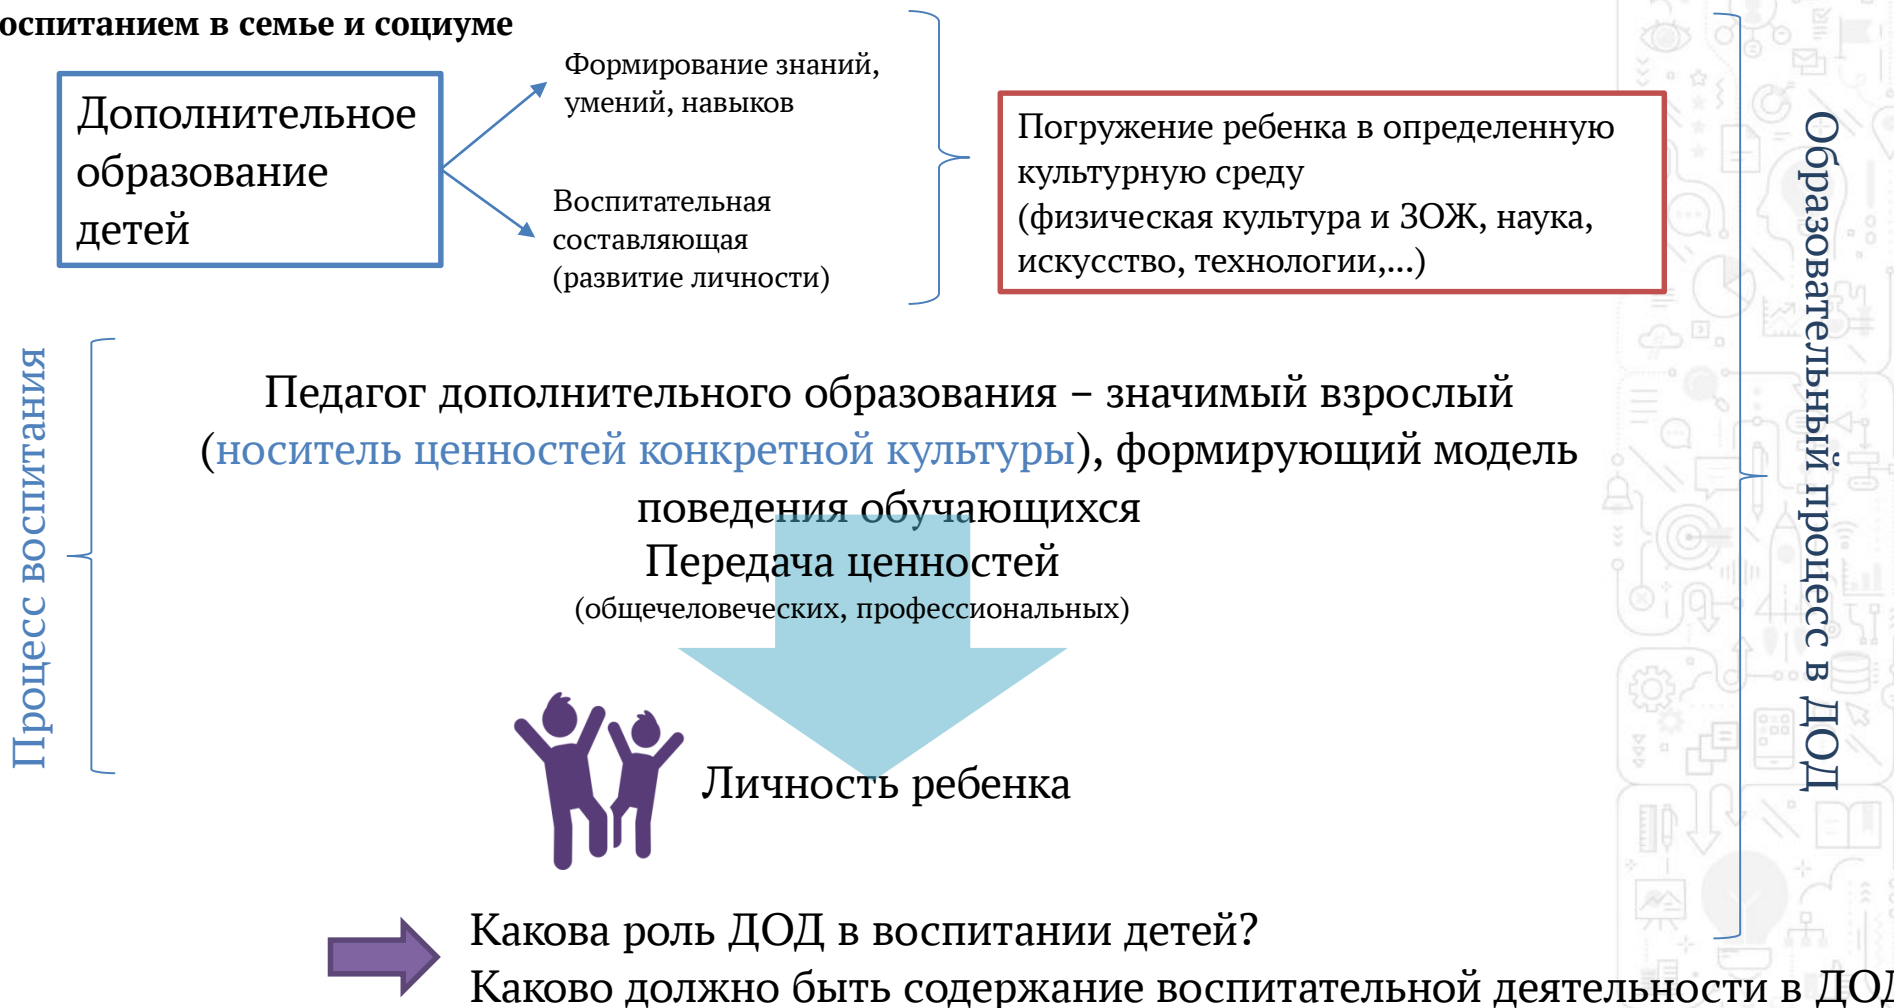 оспитанием в семье и социуме
Дополнительное
образование
детей
Формирование знаний,
умений, навыков
Воспитательная
составляющая
(развитие личности)
Погружение ребенка в определенную
культурную среду
(физическая культура и ЗОЖ, наука,
искусство, технологии,...)
Процесс воспитания
Педагог дополнительного образования – значимый взрослый
(носитель ценностей конкретной культуры), формирующий модель
поведения обучающихся
Передача ценностей
(общечеловеческих, профессиональных)
Личность ребенка
Образовательный процесс в ДОД
Какова роль ДОД в воспитании детей?
Каково должно быть содержание воспитательной деятельности в ДОД